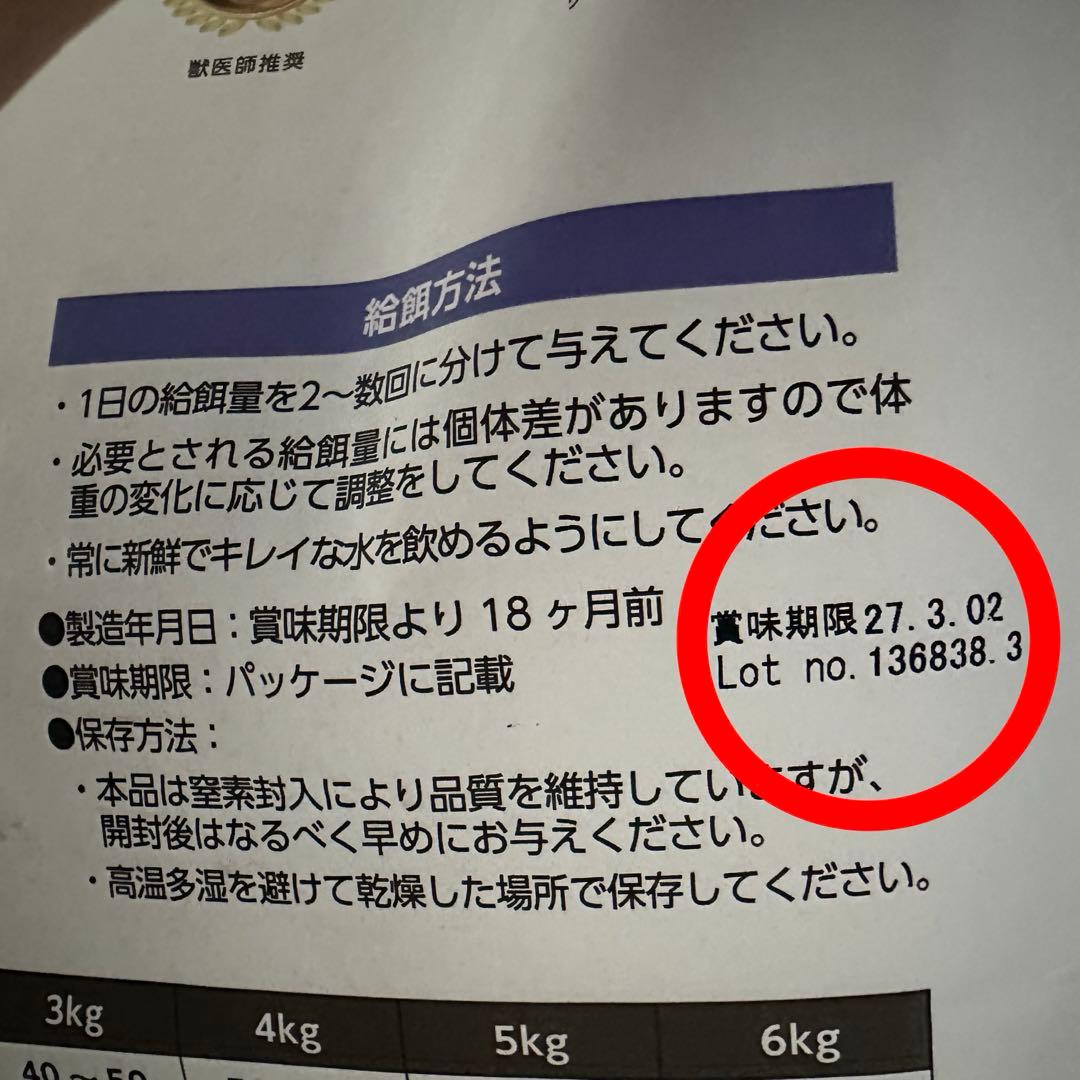 獣医師推奨
給餌方法
・1日の給餌量を2～数回に分けて与えてください。
・必要とされる給餌量には個体差がありますので体
重の変化に応じて調整をしてください。
・常に新鮮でキレイな水を飲めるようにしてください。
●製造年月日：賞味期限より 18 ヶ月前
賞味期限27.3.02
●賞味期限：パッケージに記載
Lot no.136838.3
●保存方法：
・本品は窒素封入により品質を維持していますが、
開封後はなるべく早めにお与えください。
・高温多湿を避けて乾燥した場所で保存してください。
3kg 4kg 5kg 6kg
40～50